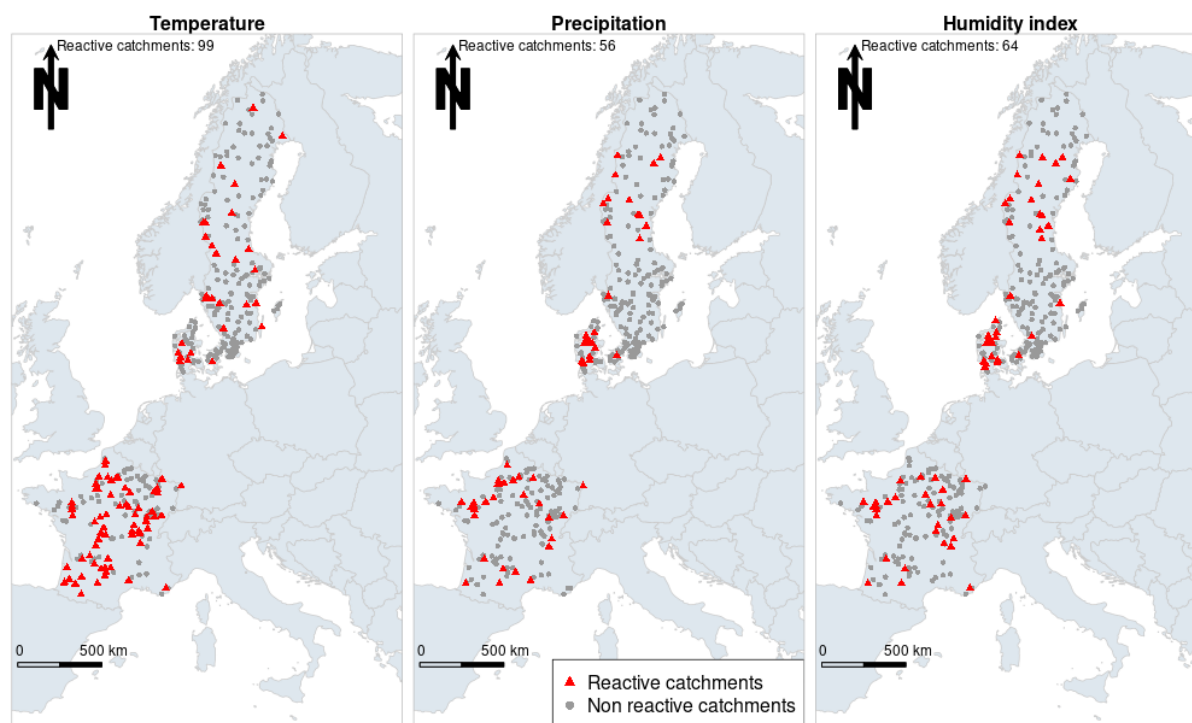 Temperature
Precipitation
Humidity index
Reactive catchments: 99
Reactive catchments: 56
Reactive catchments: 64
N
N
N
0 500 km
0 500 km
0 500 km
Reactive catchments
Non reactive catchments